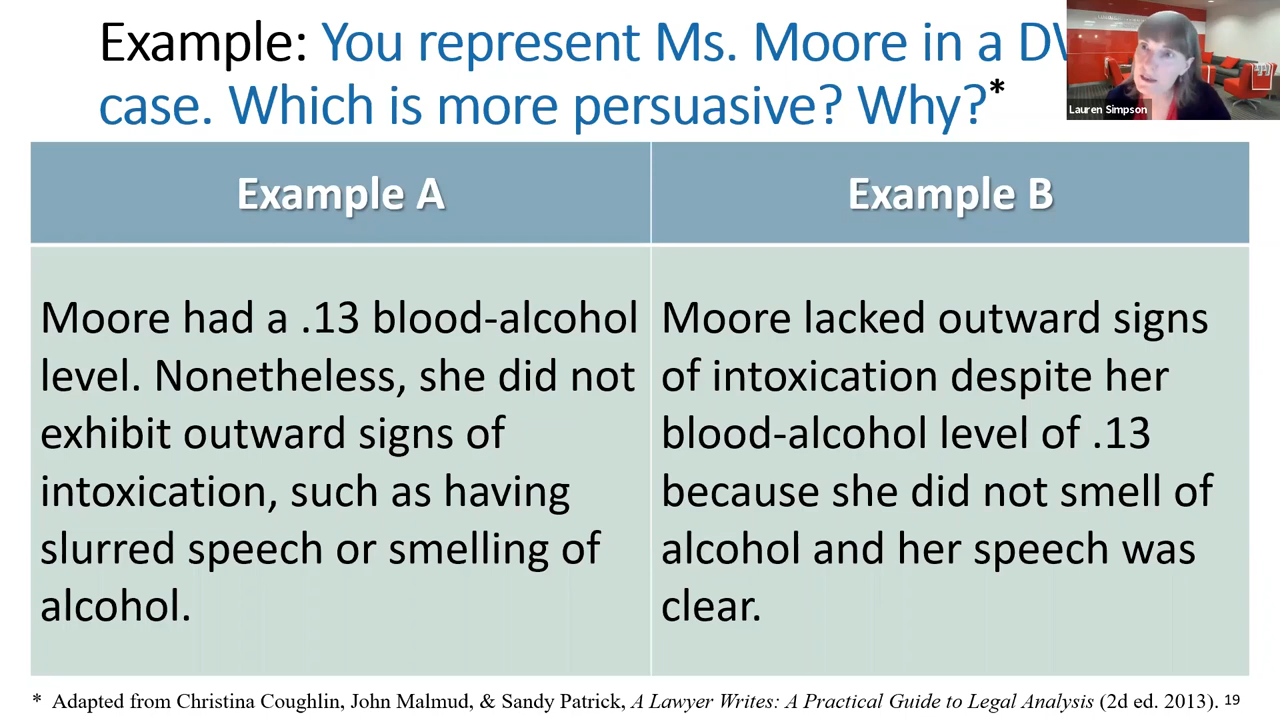 Example: You represent Ms. Moore in a DV
case. Which is more persuasive? Why?*
Lauren Simpson
Example A
Example B
Moore had a .13 blood-alcohol
level. Nonetheless, she did not
exhibit outward signs of
intoxication, such as having
slurred speech or smelling of
alcohol.
Moore lacked outward signs
of intoxication despite her
blood-alcohol level of .13
because she did not smell of
alcohol and her speech was
clear.
* Adapted from Christina Coughlin, John Malmud, & Sandy Patrick, A Lawyer Writes: A Practical Guide to Legal Analysis (2d ed. 2013). 19